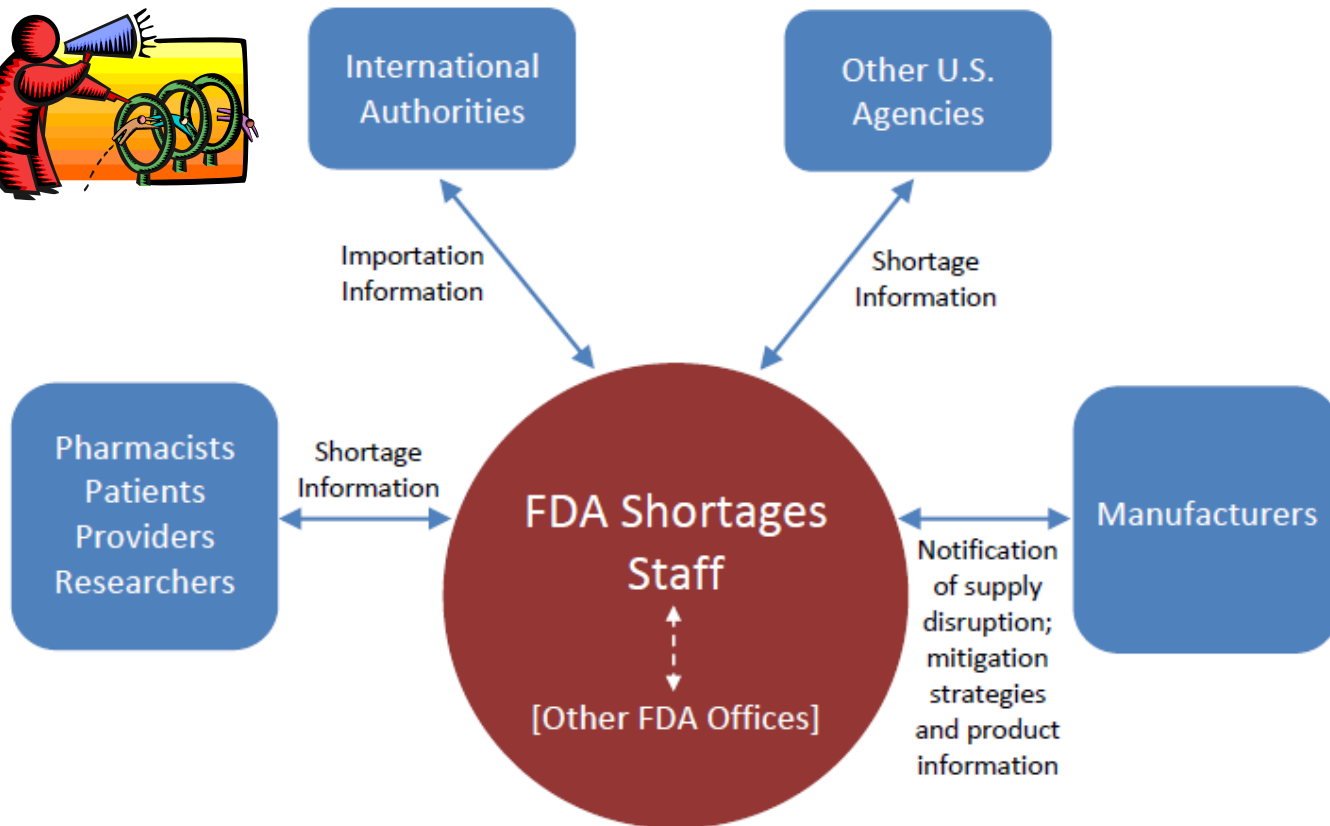 International
Authorities
Other U.S.
Agencies
Importation
Information
Shortage
Information
Pharmacists
Patients
Providers
Researchers
Shortage
Information
FDA Shortages
Staff
[Other FDA Offices]
Notification
of supply
disruption;
mitigation
strategies
and product
information
Manufacturers